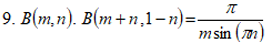 9. B(m,n). B(m+n,1−n)=π/(m sin(πn))